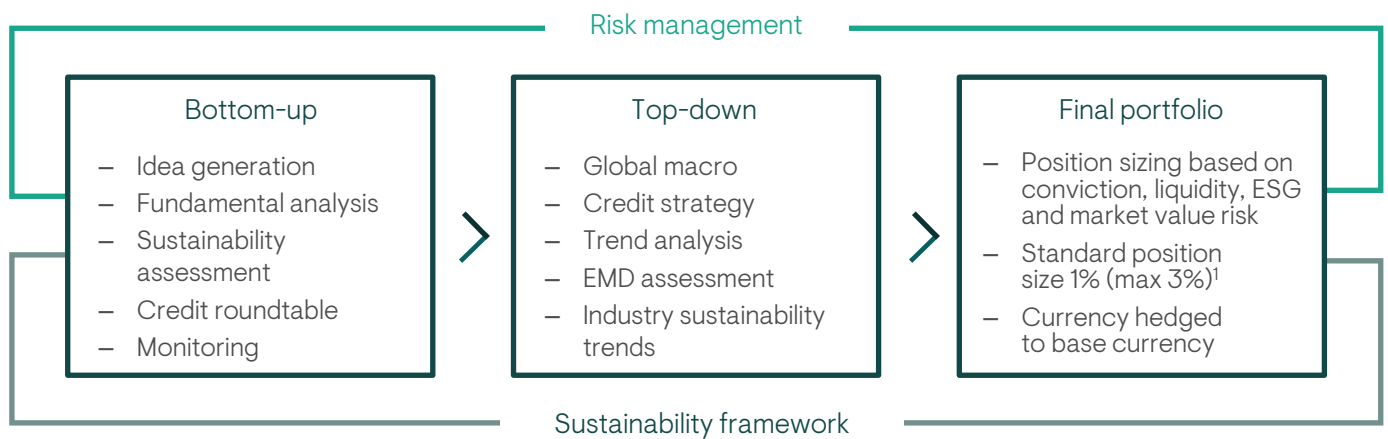 Risk management
Bottom-up
– Idea generation
– Fundamental analysis
– Sustainability
assessment
– Credit roundtable
– Monitoring
Top-down
– Global macro
– Credit strategy
– Trend analysis
– EMD assessment
– Industry sustainability
trends
Final portfolio
– Position sizing based on
conviction, liquidity, ESG
and market value risk
– Standard position
size 1% (max 3%)¹
– Currency hedged
to base currency
Sustainability framework